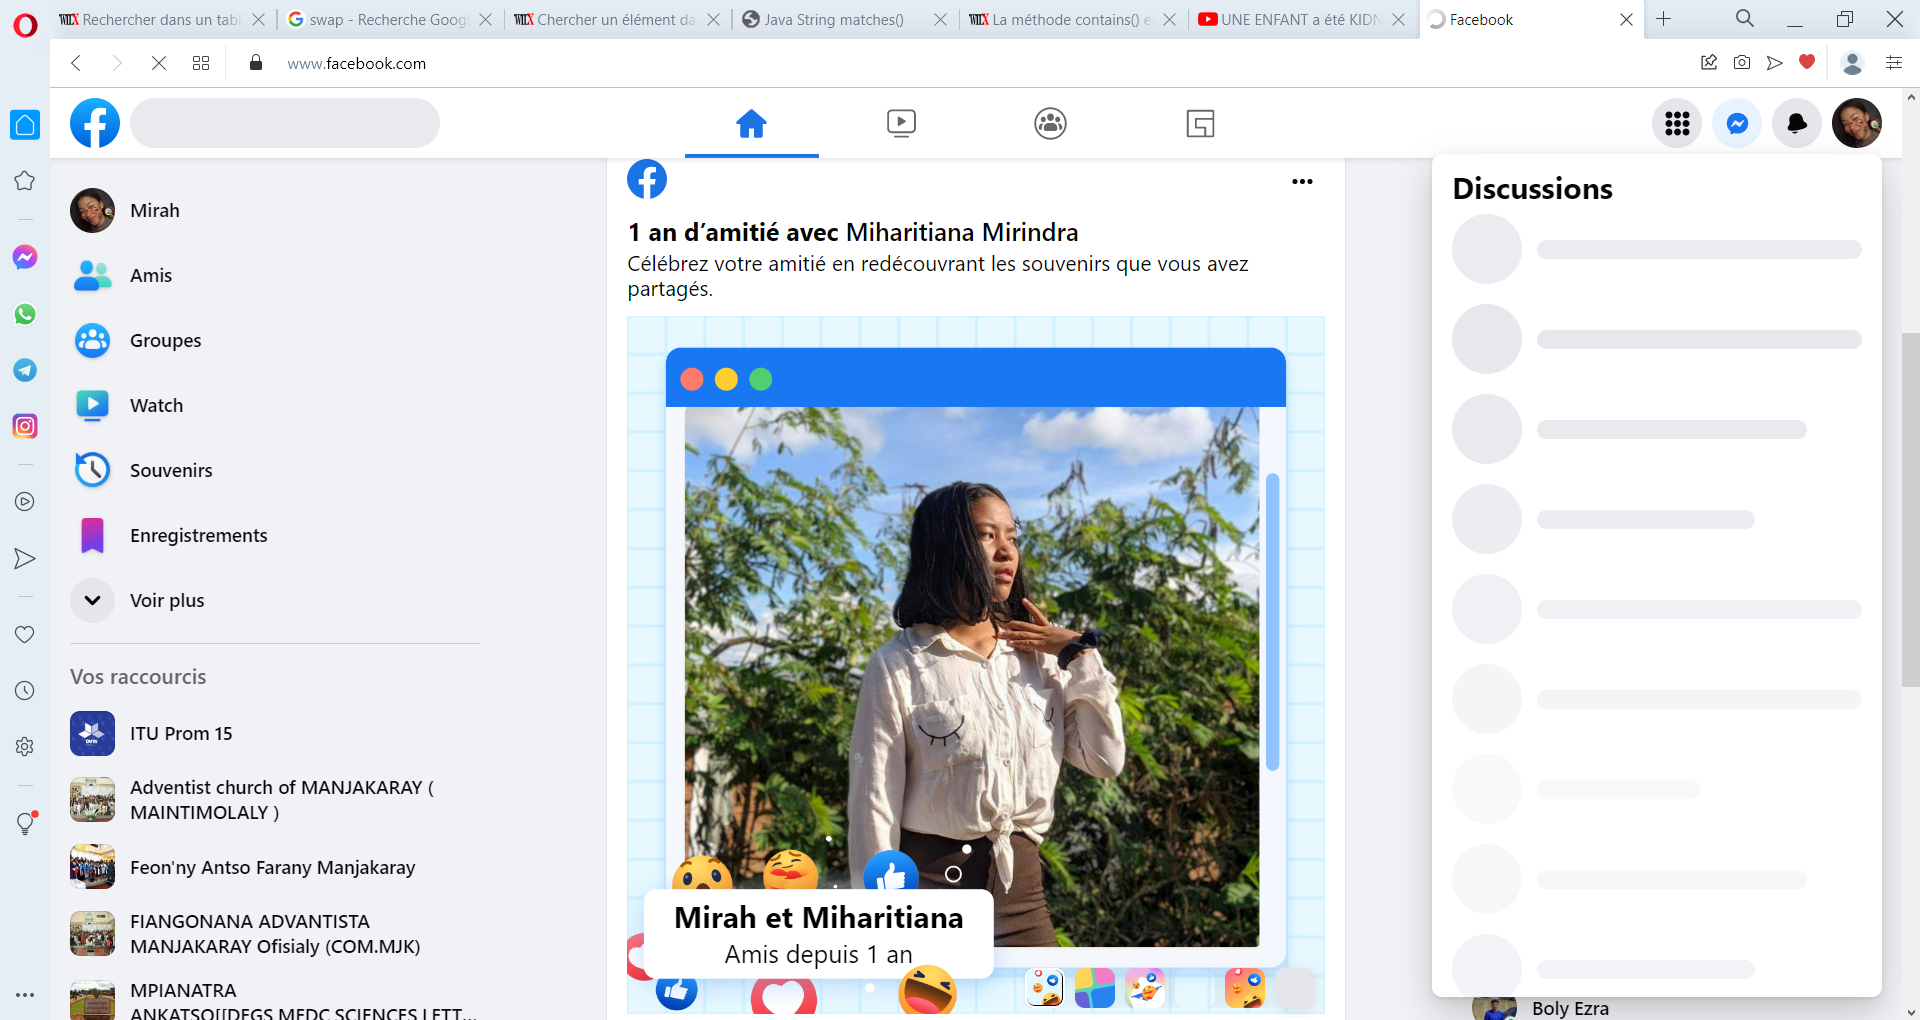 Rechercher dans un tabl
swap - Recherche Googl
Chercher un élément da
Java String matches()
La méthode contains() e
UNE ENFANT a été KIDN
Facebook
www.facebook.com
Mirah
Amis
Groupes
Watch
Souvenirs
Enregistrements
Voir plus
Vos raccourcis
ITU Prom 15
Adventist church of MANJAKARAY (
MAINTIMOLALY )
Feon'ny Antso Farany Manjakaray
FIANGONANA ADVANTISTA
MANJAKARAY Ofisialy (COM.MJK)
MPIANATRA
ANKATSO[[DEGS,MEDC,SCIENCES,LETT...
1 an d’amitié avec Miharitiana Mirindra
Célébrez votre amitié en redécouvrant les souvenirs que vous avez
partagés.
Mirah et Miharitiana
Amis depuis 1 an
Discussions
Boly Ezra